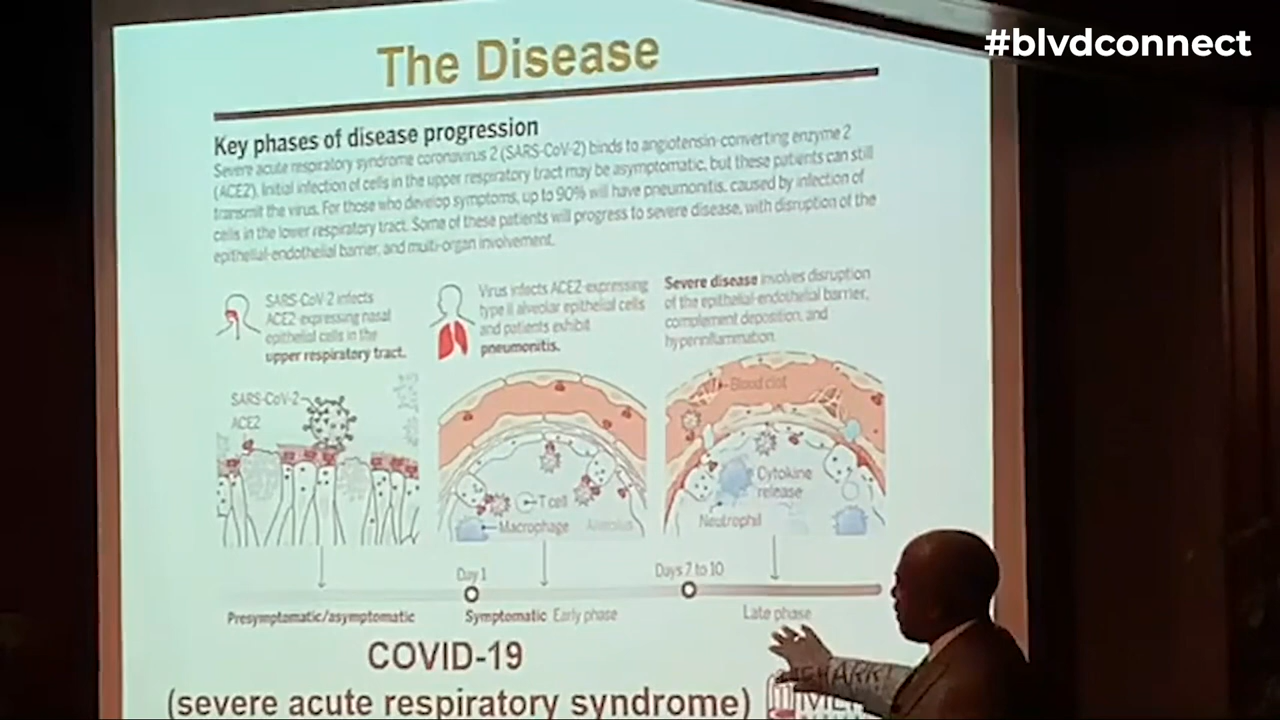 #blvdconnect
The Disease
Key phases of disease progression
Severe acute respiratory syndrome coronavirus 2 (SARS-CoV-2) binds to angiotensin-converting enzyme 2
(ACE2). Initial infection of cells in the upper respiratory tract may be asymptomatic, but these patients can still
transmit the virus. For those who develop symptoms, up to 90% will have pneumonitis, caused by infection of
cells in the lower respiratory tract. Some of these patients will progress to severe disease, with disruption of the
epithelial-endothelial barrier, and multi-organ involvement.
SARS-CoV-2 infects
ACE2-expressing nasal
epithelial cells in the
upper respiratory tract.
Virus infects ACE2-expressing
type II alveolar epithelial cells
and patients exhibit
pneumonitis.
Severe disease involves disruption
of the epithelial-endothelial barrier,
complement deposition, and
hyperinflammation.
SARS-CoV-2
ACE2
T cell
Macrophage
Alveolus
Blood clot
Cytokine
release
Neutrophil
Day 1
Days 7 to 10
Presymptomatic/asymptomatic
Symptomatic Early phase
Late phase
COVID-19
(severe acute respiratory syndrome)